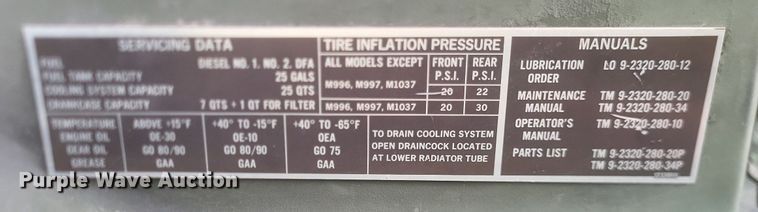 SERVICING DATA
FUEL DIESEL NO. 1. NO. 2. DFA
FUEL TANK CAPACITY 25 GALS
COOLING SYSTEM CAPACITY 25 QTS
CRANKCASE CAPACITY 7 QTS + 1 QT FOR FILTER
TEMPERATURE ABOVE +15°F +40° TO -15°F +40° TO -65°F
ENGINE OIL OE-30 OE-10 OEA
GEAR OIL GO 80/90 GO 80/90 GO 75
GREASE GAA GAA GAA
TIRE INFLATION PRESSURE
ALL MODELS EXCEPT FRONT REAR
P.S.I. P.S.I.
M996, M997, M1037 20 22
M996, M997, M1037 20 30
TO DRAIN COOLING SYSTEM
OPEN DRAINCOCK LOCATED
AT LOWER RADIATOR TUBE
MANUALS
LUBRICATION LO 9-2320-280-12
ORDER
MAINTENANCE TM 9-2320-280-20
MANUAL TM 9-2320-280-34
OPERATOR'S TM 9-2320-280-10
MANUAL
PARTS LIST TM 9-2320-280-20P
TM 9-2320-280-34P
Purple Wave Auction